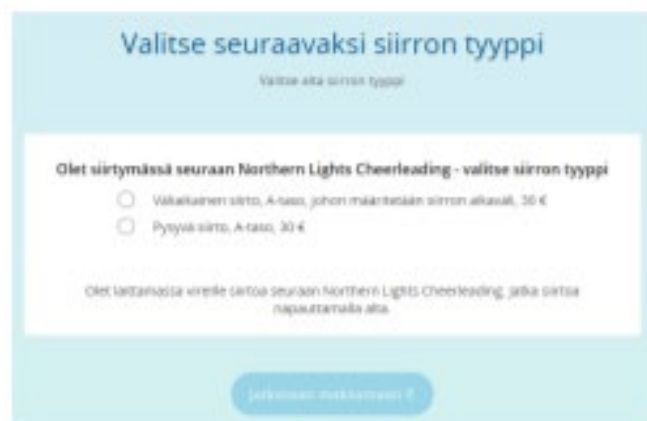 Valitse seuraavaksi siirron tyyppi
Valitse alta siirron tyyppi
Olet siirtymässä seuraan Northern Lights Cheerleading - valitse siirron tyyppi
Väliaikainen siirto, A-taso, johon määritetään siirron aikaväli, 30 €
Pysyvä siirto, A-taso, 30 €
Olet laittamassa vireille siirtoa seuraan Northern Lights Cheerleading. Jatka siirtoa
napauttamalla alta.
Jatketaan maksamaan